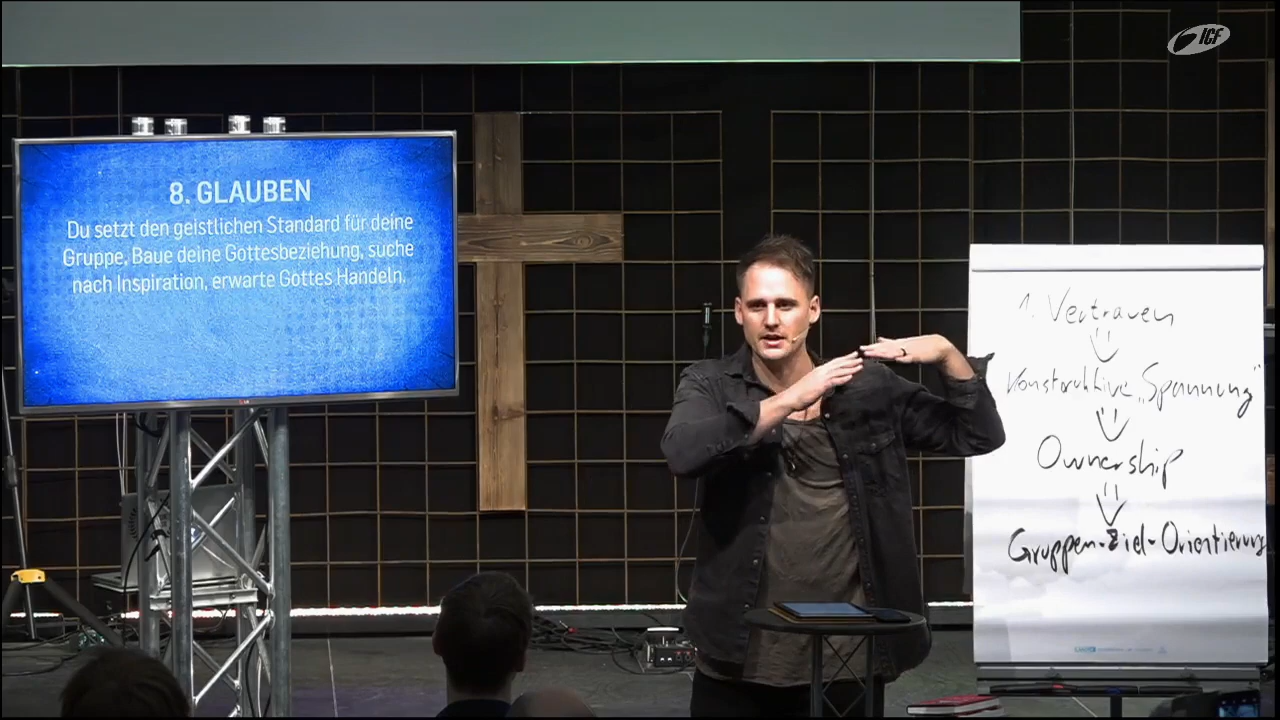 ICF
8. GLAUBEN
Du setzt den geistlichen Standard für deine
Gruppe, Baue deine Gottesbeziehung, suche
nach Inspiration, erwarte Gottes Handeln.
1. Vertrauen
Konstruktive „Spannung"
Ownership
Gruppen-Ziel-Orientierung